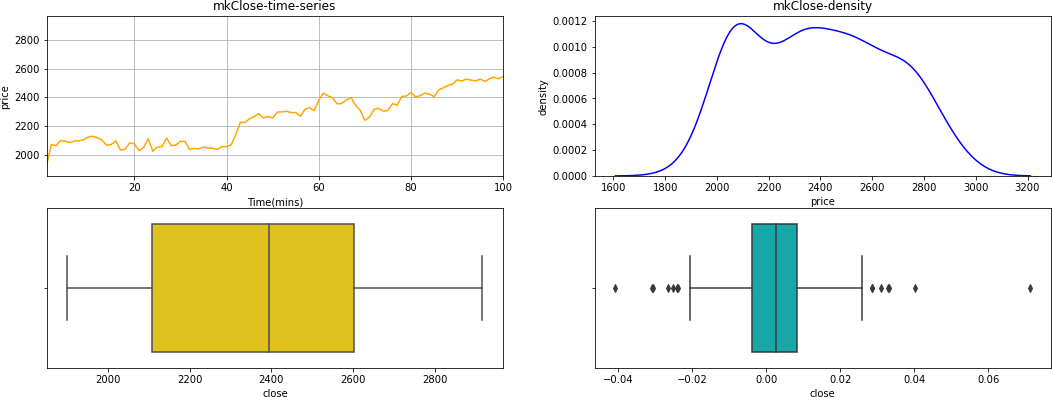 mkClose-time-series
price
2800
2600
2400
2200
2000
20 40 60 80 100
Time(mins)
mkClose-density
density
0.0012
0.0010
0.0008
0.0006
0.0004
0.0002
0.0000
1600 1800 2000 2200 2400 2600 2800 3000 3200
price
2000 2200 2400 2600 2800
close
−0.04 −0.02 0.00 0.02 0.04 0.06
close